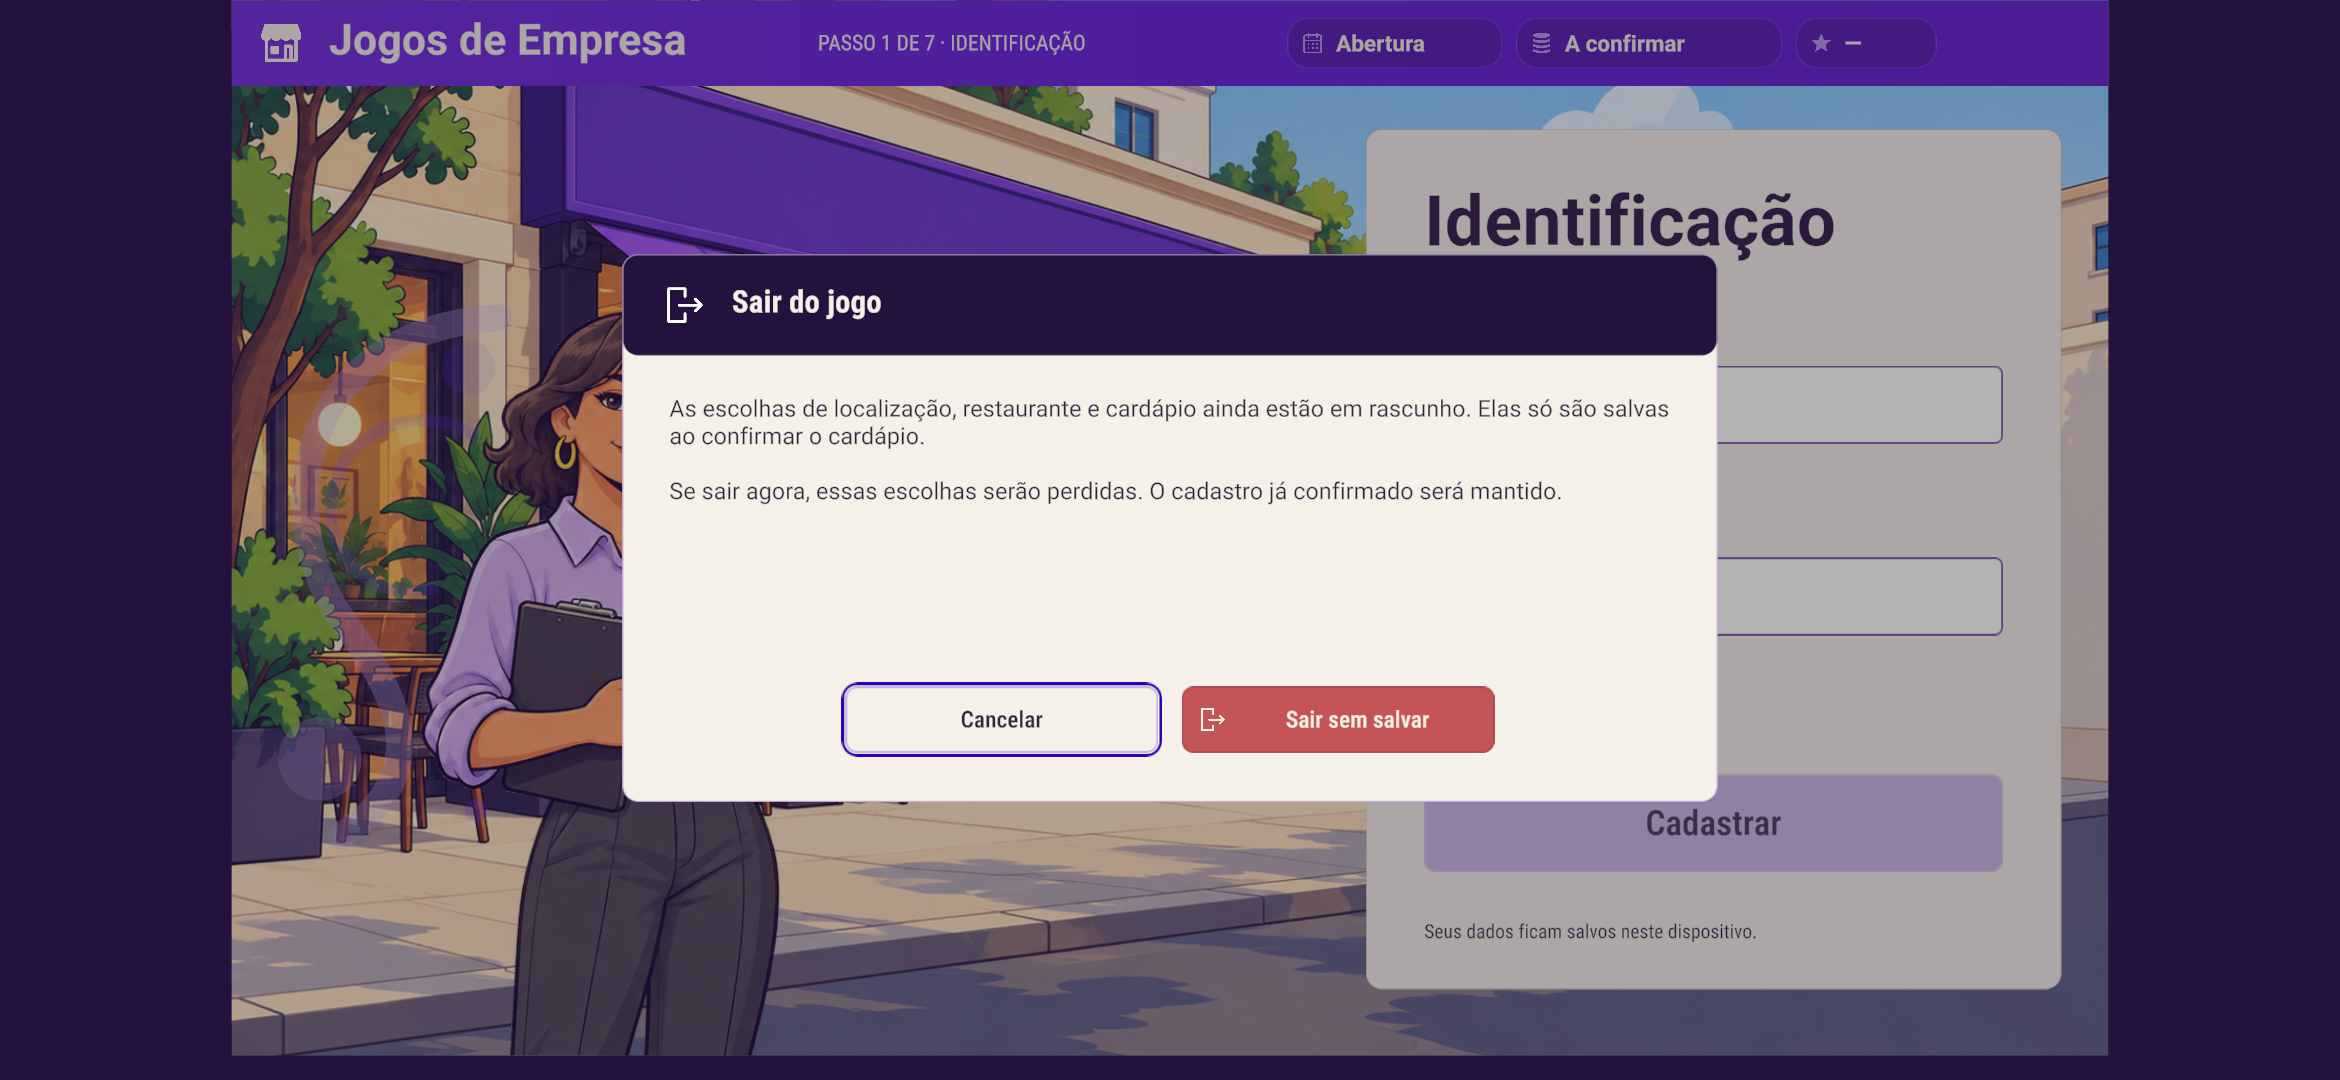 Jogos de Empresa
PASSO 1 DE 7 · IDENTIFICAÇÃO
Abertura
A confirmar
–
Identificação
Sair do jogo
As escolhas de localização, restaurante e cardápio ainda estão em rascunho. Elas só são salvas
ao confirmar o cardápio.
Se sair agora, essas escolhas serão perdidas. O cadastro já confirmado será mantido.
Cancelar
Sair sem salvar
Cadastrar
Seus dados ficam salvos neste dispositivo.